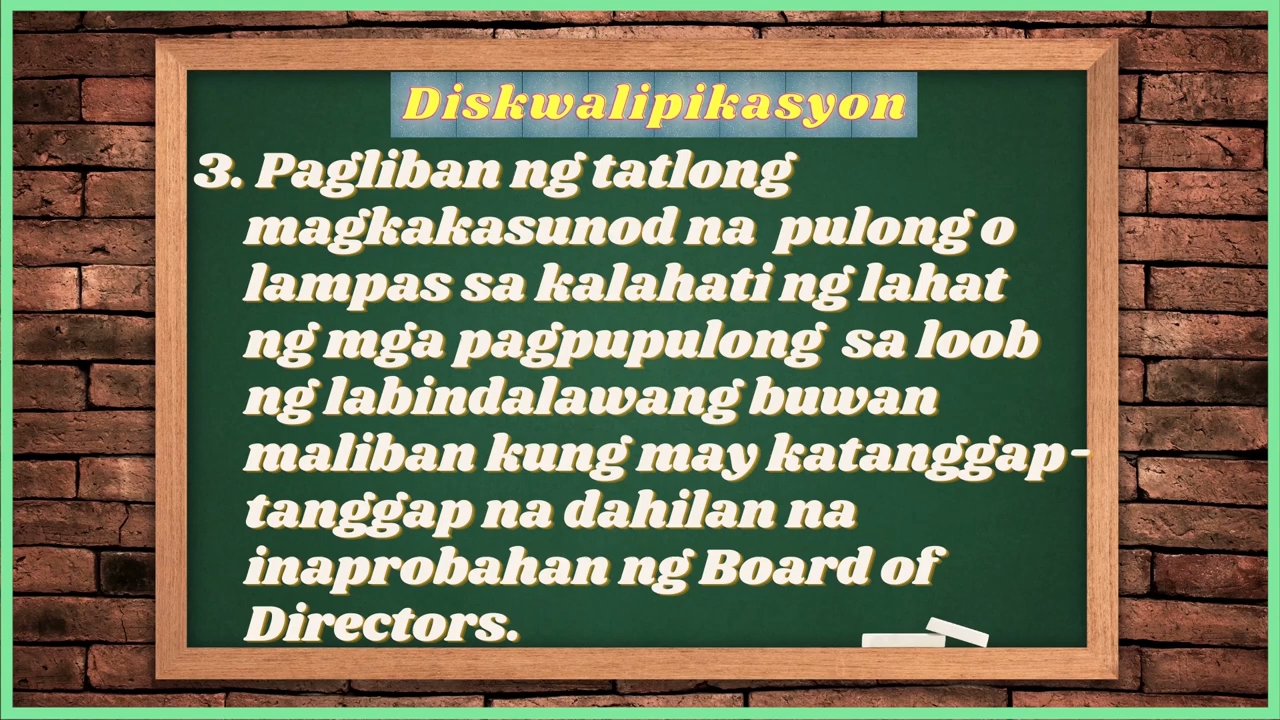 Diskwalipikasyon
3. Pagliban ng tatlong
magkakasunod na pulong o
lampas sa kalahati ng lahat
ng mga pagpupulong sa loob
ng labindalawang buwan
maliban kung may katanggap-
tanggap na dahilan na
inaprobahan ng Board of
Directors.